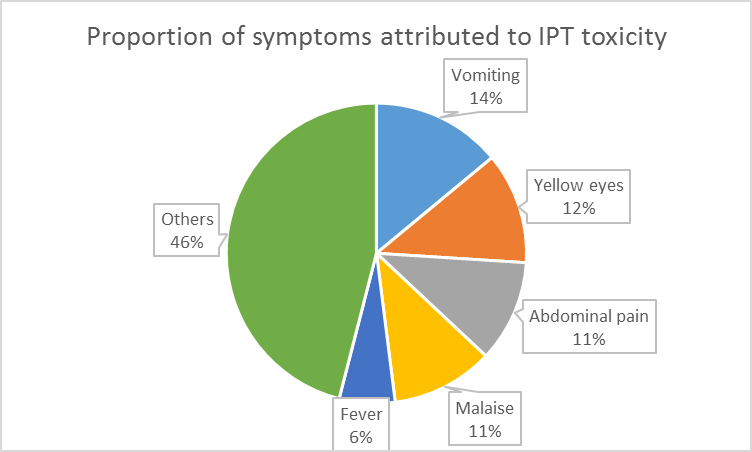 Proportion of symptoms attributed to IPT toxicity
Vomiting
14%
Yellow eyes
12%
Abdominal pain
11%
Malaise
11%
Fever
6%
Others
46%